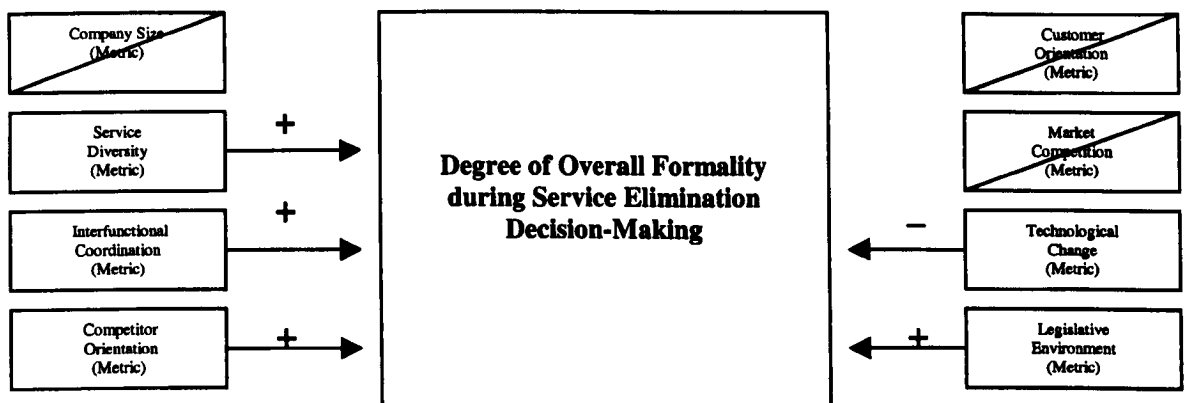 Company Size
(Metric)
Service
Diversity
(Metric)
+
Interfunctional
Coordination
(Metric)
+
Competitor
Orientation
(Metric)
+
Degree of Overall Formality
during Service Elimination
Decision-Making
Customer
Orientation
(Metric)
Market
Competition
(Metric)
−
Technological
Change
(Metric)
+
Legislative
Environment
(Metric)